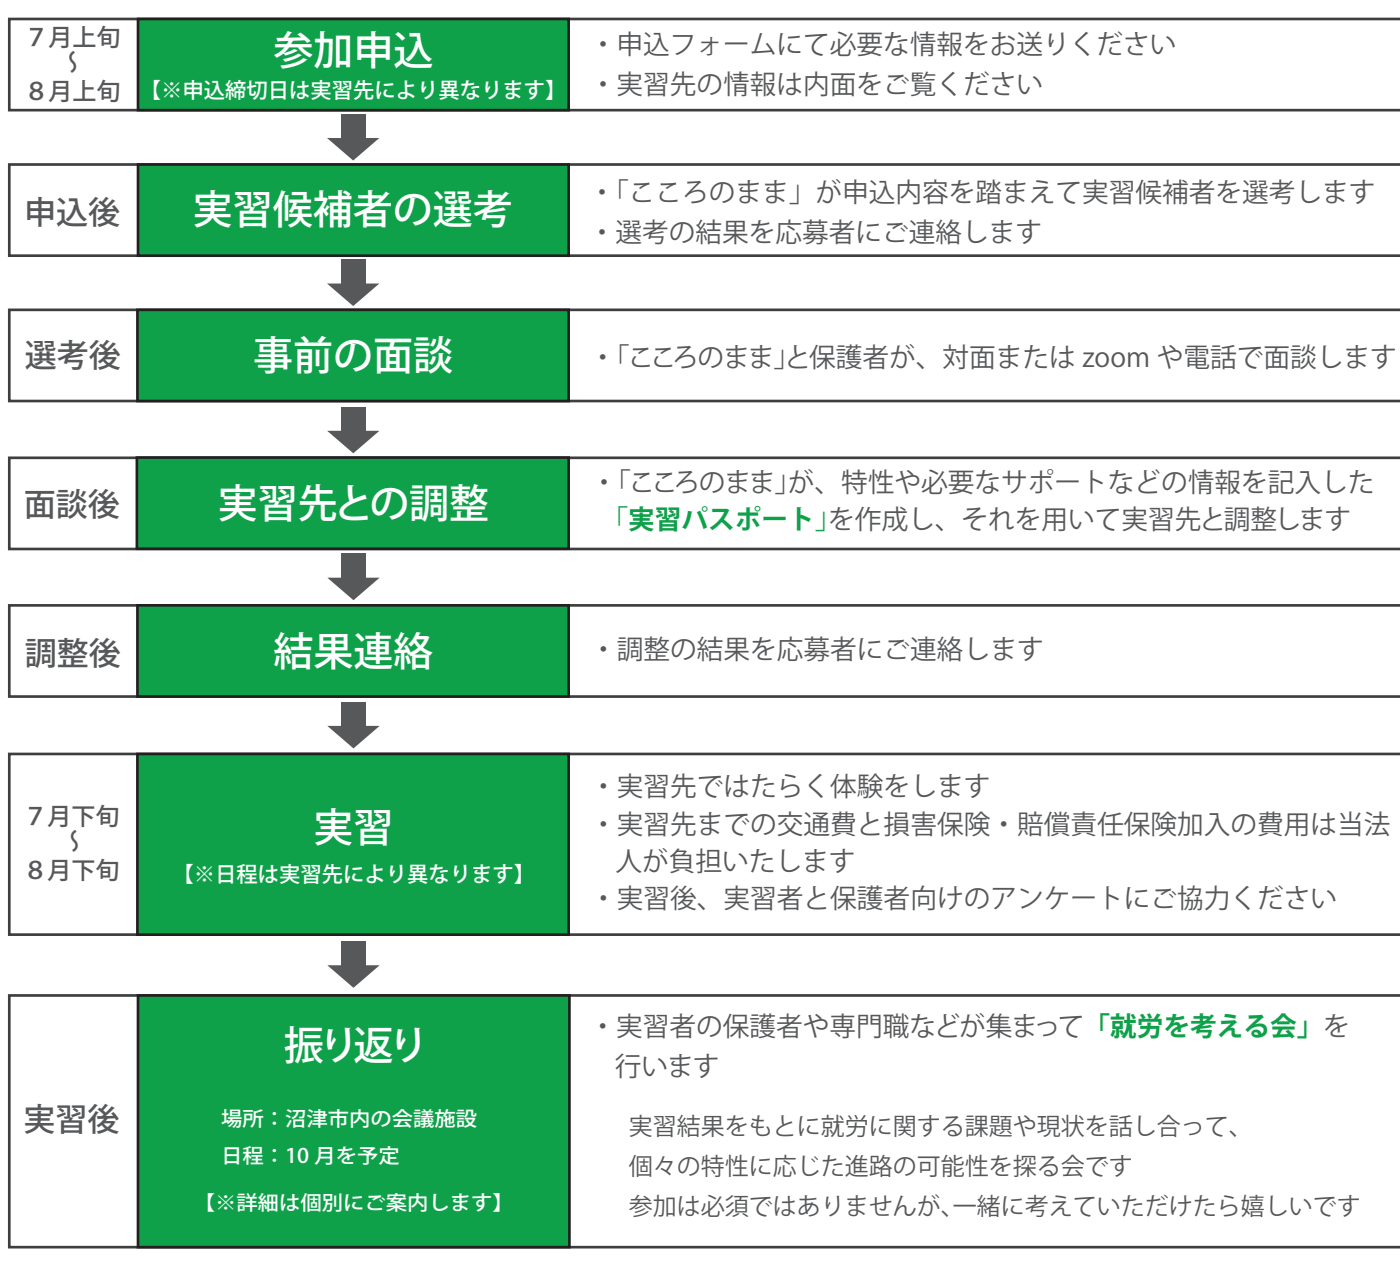 7月上旬
〜
8月上旬
参加申込
【※申込締切日は実習先により異なります】
・申込フォームにて必要な情報をお送りください
・実習先の情報は内面をご覧ください
申込後
実習候補者の選考
・「こころのまま」が申込内容を踏まえて実習候補者を選考します
・選考の結果を応募者にご連絡します
選考後
事前の面談
・「こころのまま」と保護者が、対面または zoom や電話で面談します
面談後
実習先との調整
・「こころのまま」が、特性や必要なサポートなどの情報を記入した
「実習パスポート」を作成し、それを用いて実習先と調整します
調整後
結果連絡
・調整の結果を応募者にご連絡します
7月下旬
〜
8月下旬
実習
【※日程は実習先により異なります】
・実習先ではたらく体験をします
・実習先までの交通費と損害保険・賠償責任保険加入の費用は当法
人が負担いたします
・実習後、実習者と保護者向けのアンケートにご協力ください
実習後
振り返り
場所：沼津市内の会議施設
日程：10 月を予定
【※詳細は個別にご案内します】
・実習者の保護者や専門職などが集まって「就労を考える会」を
行います
実習結果をもとに就労に関する課題や現状を話し合って、
個々の特性に応じた進路の可能性を探る会です
参加は必須ではありませんが、一緒に考えていただけたら嬉しいです